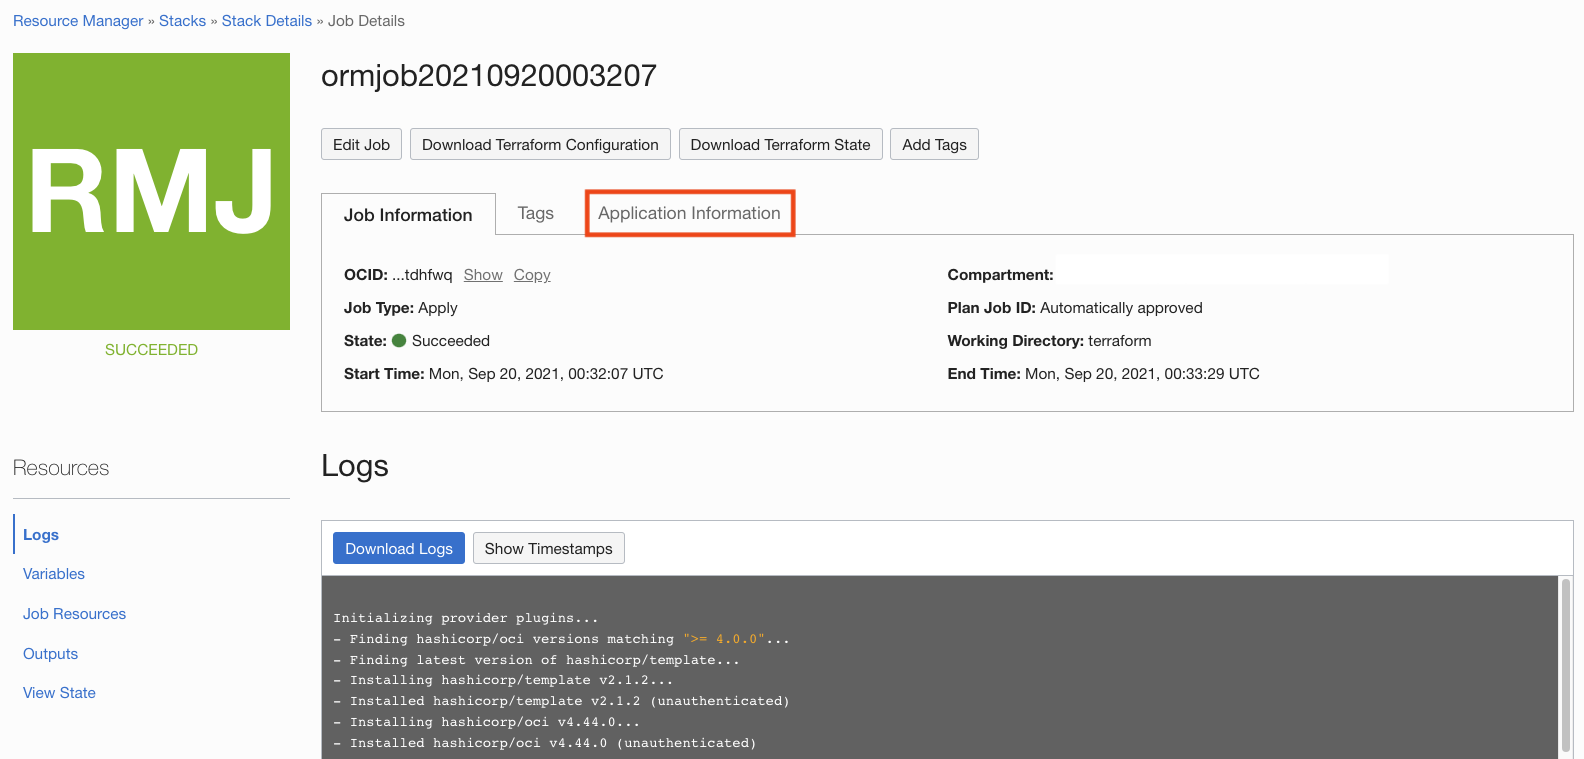 Resource Manager » Stacks » Stack Details » Job Details
RMJ
SUCCEEDED
ormjob20210920003207
Edit Job Download Terraform Configuration Download Terraform State Add Tags
Job Information Tags Application Information
OCID: ...tdhfwq Show Copy
Job Type: Apply
State: Succeeded
Start Time: Mon, Sep 20, 2021, 00:32:07 UTC
Compartment:
Plan Job ID: Automatically approved
Working Directory: terraform
End Time: Mon, Sep 20, 2021, 00:33:29 UTC
Resources
Logs
Variables
Job Resources
Outputs
View State
Logs
Download Logs Show Timestamps
Initializing provider plugins...
- Finding hashicorp/oci versions matching ">= 4.0.0"...
- Finding latest version of hashicorp/template...
- Installing hashicorp/template v2.1.2...
- Installed hashicorp/template v2.1.2 (unauthenticated)
- Installing hashicorp/oci v4.44.0...
- Installed hashicorp/oci v4.44.0 (unauthenticated)